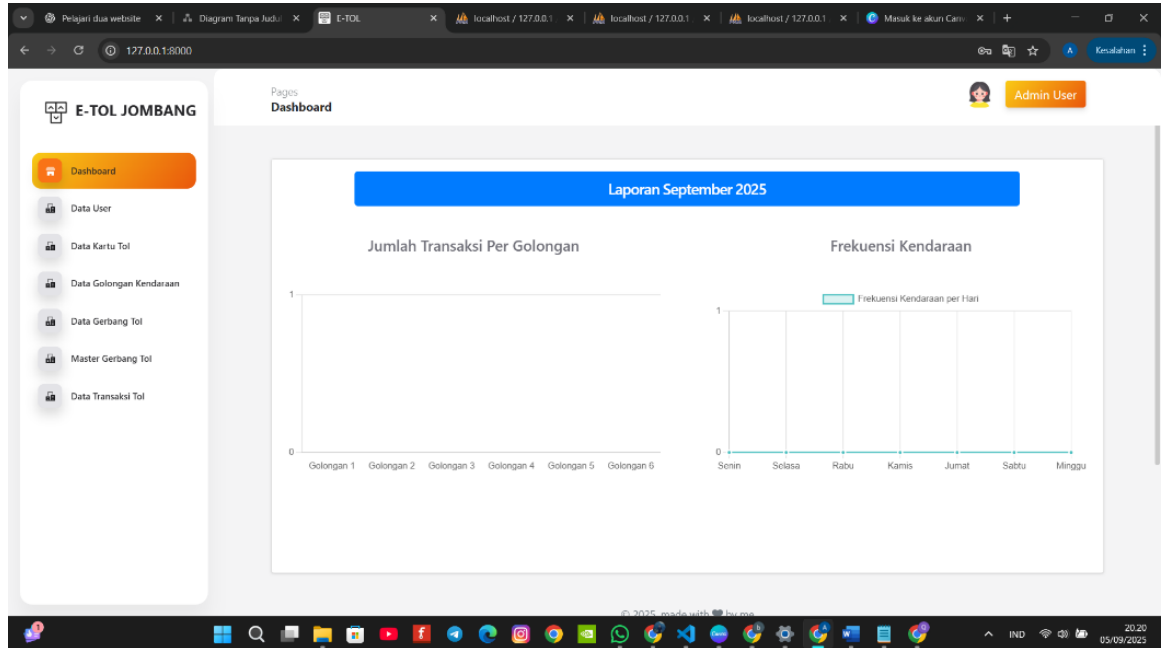 Pelajari dua website
Diagram Tanpa Judul
E-TOL
localhost / 127.0.0.1
localhost / 127.0.0.1
localhost / 127.0.0.1
Masuk ke akun Canv
127.0.0.1:8000
A
Kesalahan
E-TOL JOMBANG
Pages
Dashboard
Admin User
Dashboard
Data User
Data Kartu Tol
Data Golongan Kendaraan
Data Gerbang Tol
Master Gerbang Tol
Data Transaksi Tol
Laporan September 2025
Jumlah Transaksi Per Golongan
1
0
Golongan 1 Golongan 2 Golongan 3 Golongan 4 Golongan 5 Golongan 6
Frekuensi Kendaraan
Frekuensi Kendaraan per Hari
1
0
Senin Selasa Rabu Kamis Jumat Sabtu Minggu
© 2025, made with by me
IND
20.20
05/09/2025